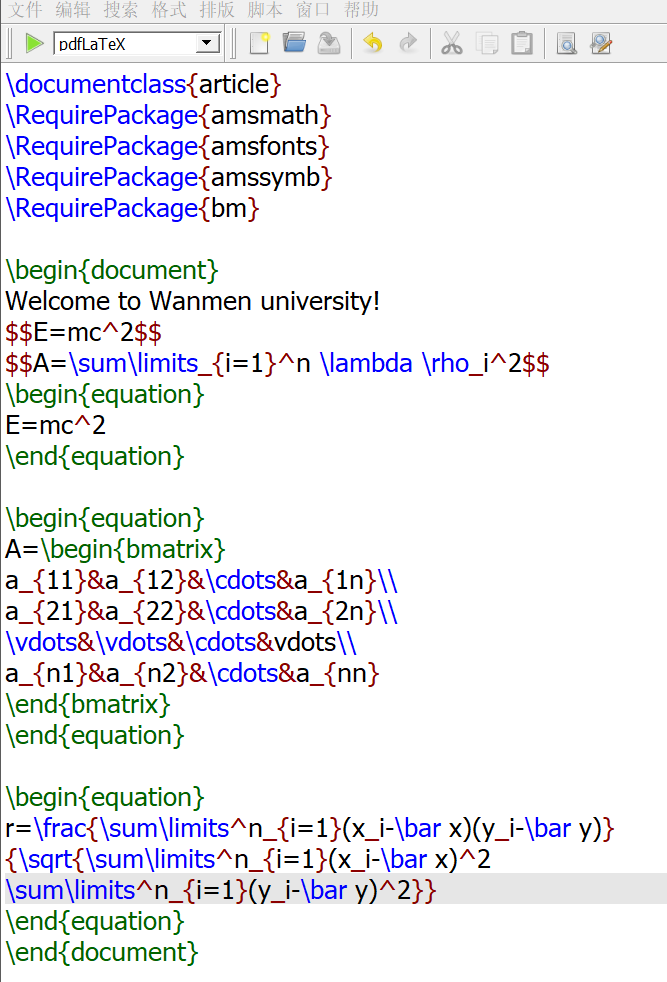 文件 编辑 搜索 格式 排版 脚本 窗口 帮助
pdfLaTeX
\documentclass{article}
\RequirePackage{amsmath}
\RequirePackage{amsfonts}
\RequirePackage{amssymb}
\RequirePackage{bm}
\begin{document}
Welcome to Wanmen university!
$$E=mc^2$$
$$A=\sum\limits_{i=1}^n \lambda \rho_i^2$$
\begin{equation}
E=mc^2
\end{equation}
\begin{equation}
A=\begin{bmatrix}
a_{11}&a_{12}&\cdots&a_{1n}\\
a_{21}&a_{22}&\cdots&a_{2n}\\
\vdots&\vdots&\cdots&vdots\\
a_{n1}&a_{n2}&\cdots&a_{nn}
\end{bmatrix}
\end{equation}
\begin{equation}
r=\frac{\sum\limits^n_{i=1}(x_i-\bar x)(y_i-\bar y)}
{\sqrt{\sum\limits^n_{i=1}(x_i-\bar x)^2
\sum\limits^n_{i=1}(y_i-\bar y)^2}}
\end{equation}
\end{document}